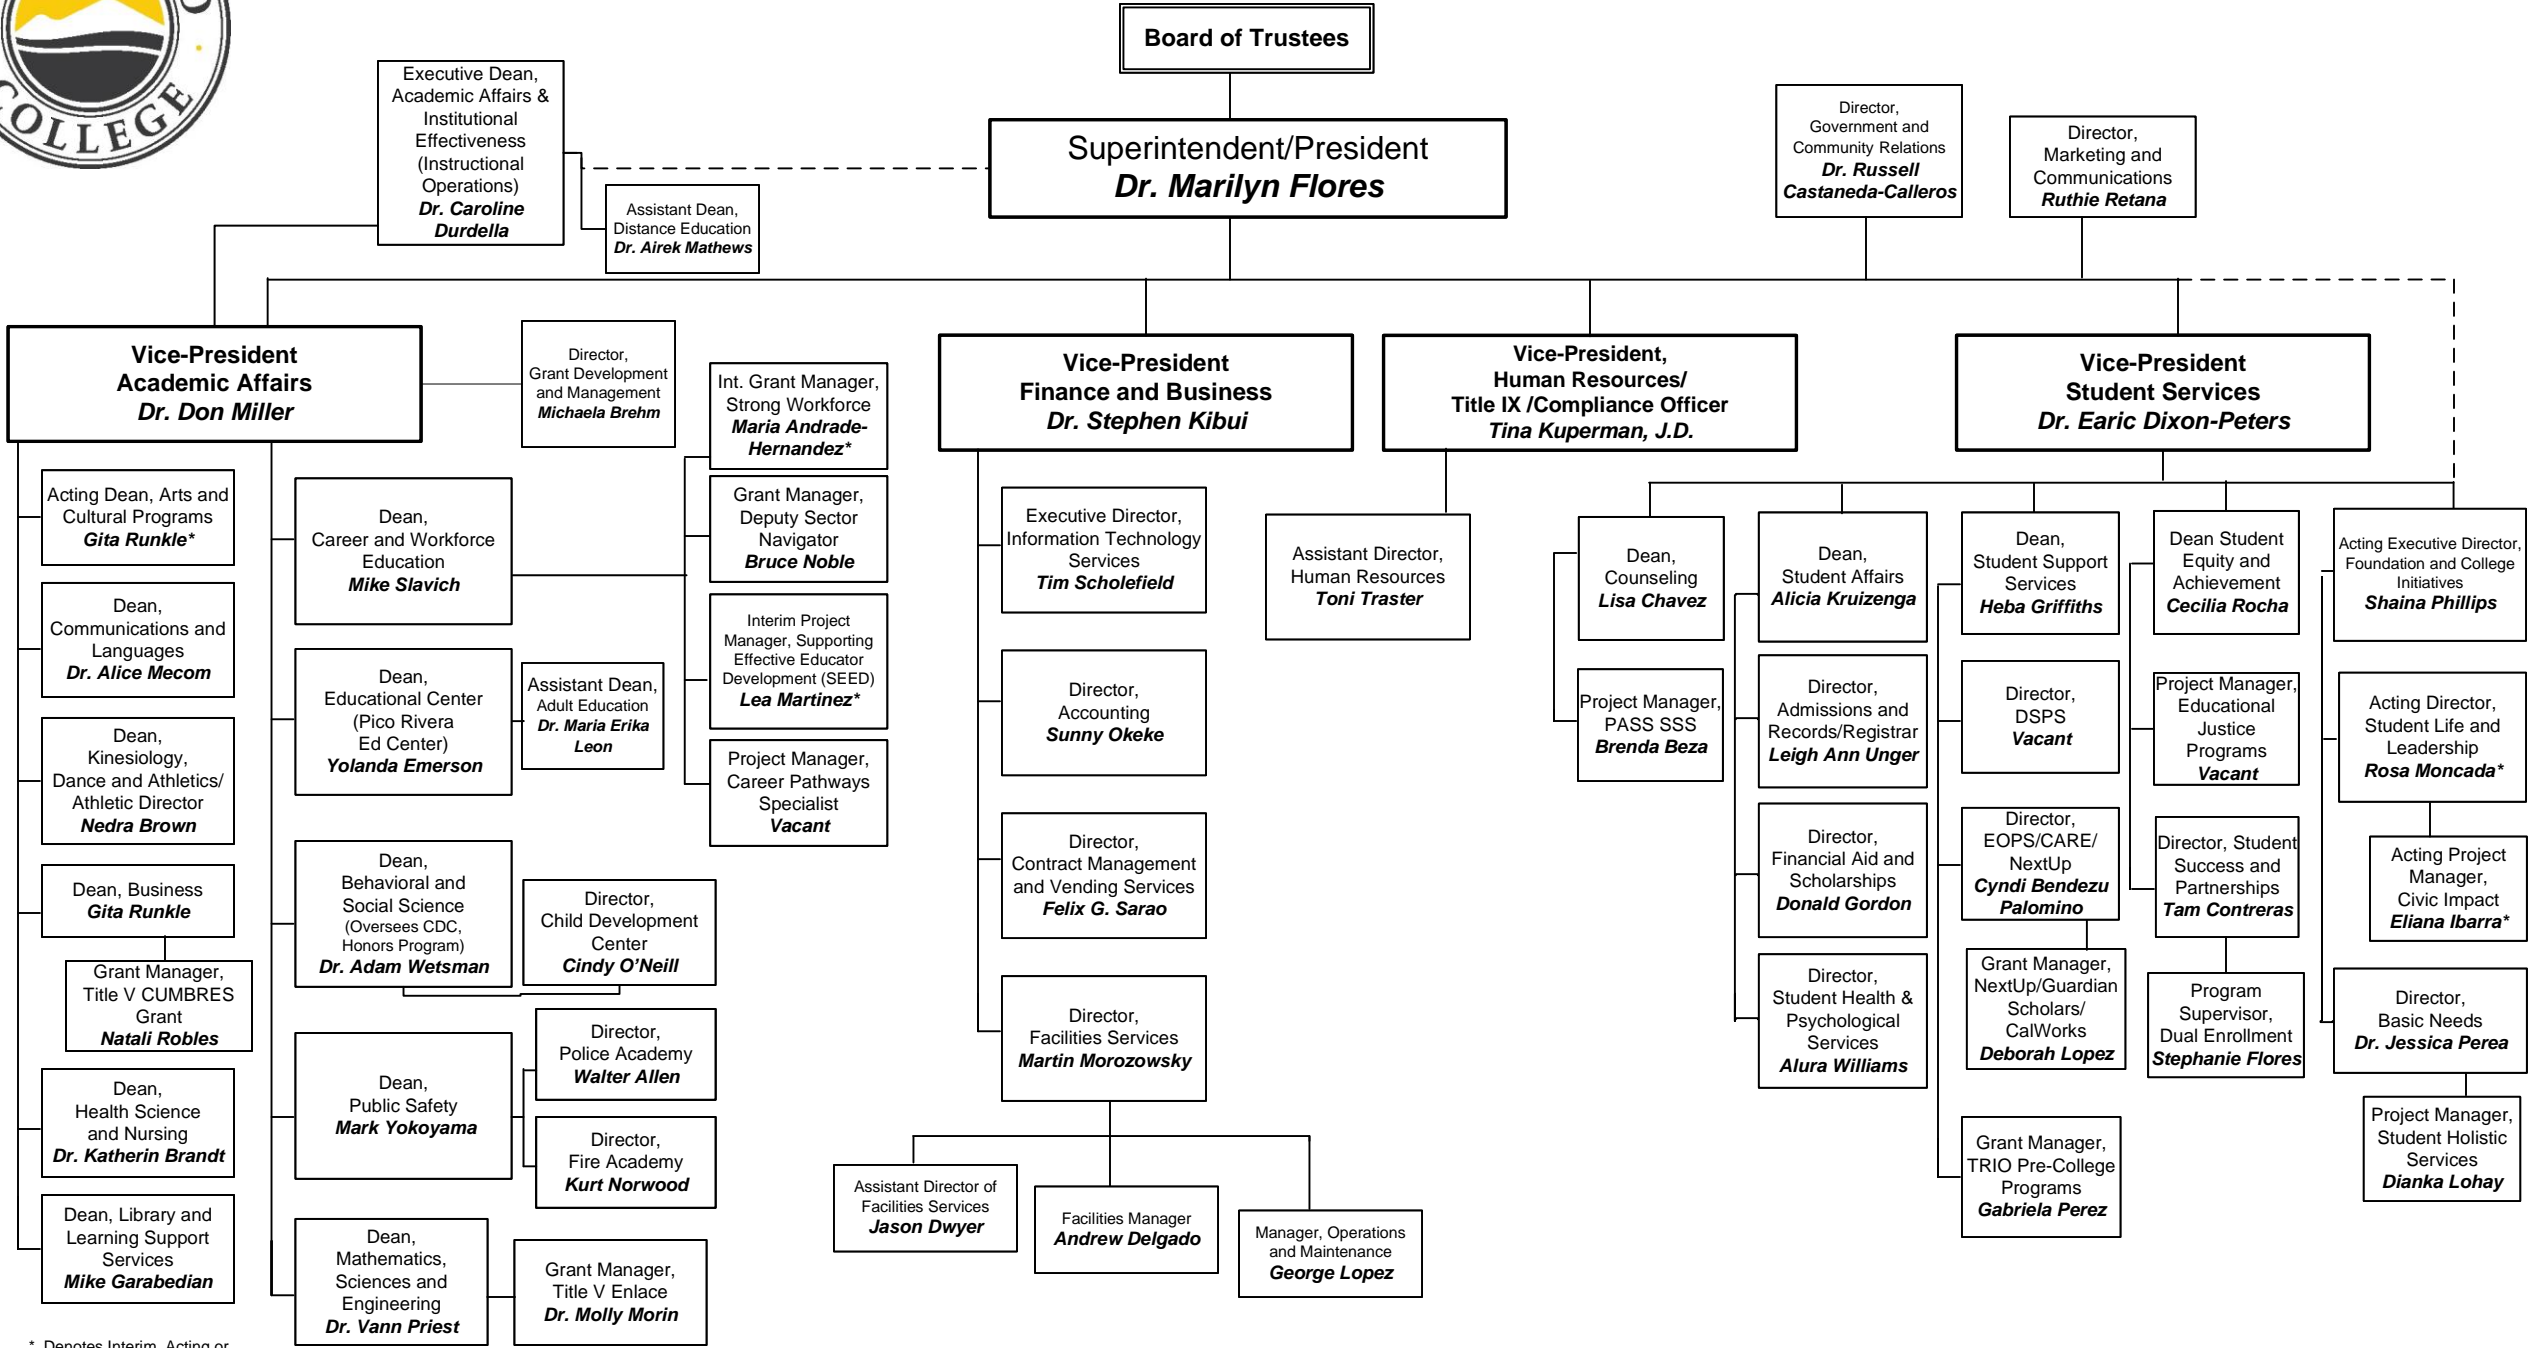 COLLEGE
Board of Trustees
Executive Dean,
Academic Affairs &
Institutional
Effectiveness
(Instructional
Operations)
Dr. Caroline
Durdella
Assistant Dean,
Distance Education
Dr. Airek Mathews
Superintendent/President
Dr. Marilyn Flores
Director,
Government and
Community Relations
Dr. Russell
Castaneda-Calleros
Director,
Marketing and
Communications
Ruthie Retana
Vice-President
Academic Affairs
Dr. Don Miller
Director,
Grant Development
and Management
Michaela Brehm
Acting Dean, Arts and
Cultural Programs
Gita Runkle*
Dean,
Communications and
Languages
Dr. Alice Mecom
Dean,
Kinesiology,
Dance and Athletics/
Athletic Director
Nedra Brown
Dean, Business
Gita Runkle
Grant Manager,
Title V CUMBRES
Grant
Natali Robles
Dean,
Health Science
and Nursing
Dr. Katherin Brandt
Dean, Library and
Learning Support
Services
Mike Garabedian
Dean,
Career and Workforce
Education
Mike Slavich
Int. Grant Manager,
Strong Workforce
Maria Andrade-
Hernandez*
Grant Manager,
Deputy Sector
Navigator
Bruce Noble
Interim Project
Manager, Supporting
Effective Educator
Development (SEED)
Lea Martinez*
Project Manager,
Career Pathways
Specialist
Vacant
Dean,
Educational Center
(Pico Rivera
Ed Center)
Yolanda Emerson
Assistant Dean,
Adult Education
Dr. Maria Erika
Leon
Dean,
Behavioral and
Social Science
(Oversees CDC,
Honors Program)
Dr. Adam Wetsman
Director,
Child Development
Center
Cindy O’Neill
Dean,
Public Safety
Mark Yokoyama
Director,
Police Academy
Walter Allen
Director,
Fire Academy
Kurt Norwood
Dean,
Mathematics,
Sciences and
Engineering
Dr. Vann Priest
Grant Manager,
Title V Enlace
Dr. Molly Morin
Vice-President
Finance and Business
Dr. Stephen Kibui
Executive Director,
Information Technology
Services
Tim Scholefield
Director,
Accounting
Sunny Okeke
Director,
Contract Management
and Vending Services
Felix G. Sarao
Director,
Facilities Services
Martin Morozowsky
Assistant Director of
Facilities Services
Jason Dwyer
Facilities Manager
Andrew Delgado
Manager, Operations
and Maintenance
George Lopez
Vice-President,
Human Resources/
Title IX /Compliance Officer
Tina Kuperman, J.D.
Assistant Director,
Human Resources
Toni Traster
Vice-President
Student Services
Dr. Earic Dixon-Peters
Dean,
Counseling
Lisa Chavez
Project Manager,
PASS SSS
Brenda Beza
Dean,
Student Affairs
Alicia Kruizenga
Director,
Admissions and
Records/Registrar
Leigh Ann Unger
Director,
Financial Aid and
Scholarships
Donald Gordon
Director,
Student Health &
Psychological
Services
Alura Williams
Dean,
Student Support
Services
Heba Griffiths
Director,
DSPS
Vacant
Director,
EOPS/CARE/
NextUp
Cyndi Bendezu
Palomino
Grant Manager,
NextUp/Guardian
Scholars/
CalWorks
Deborah Lopez
Grant Manager,
TRIO Pre-College
Programs
Gabriela Perez
Dean Student
Equity and
Achievement
Cecilia Rocha
Project Manager,
Educational
Justice
Programs
Vacant
Director, Student
Success and
Partnerships
Tam Contreras
Program
Supervisor,
Dual Enrollment
Stephanie Flores
Acting Executive Director,
Foundation and College
Initiatives
Shaina Phillips
Acting Director,
Student Life and
Leadership
Rosa Moncada*
Acting Project
Manager,
Civic Impact
Eliana Ibarra*
Director,
Basic Needs
Dr. Jessica Perea
Project Manager,
Student Holistic
Services
Dianka Lohay
* Denotes Interim, Acting or